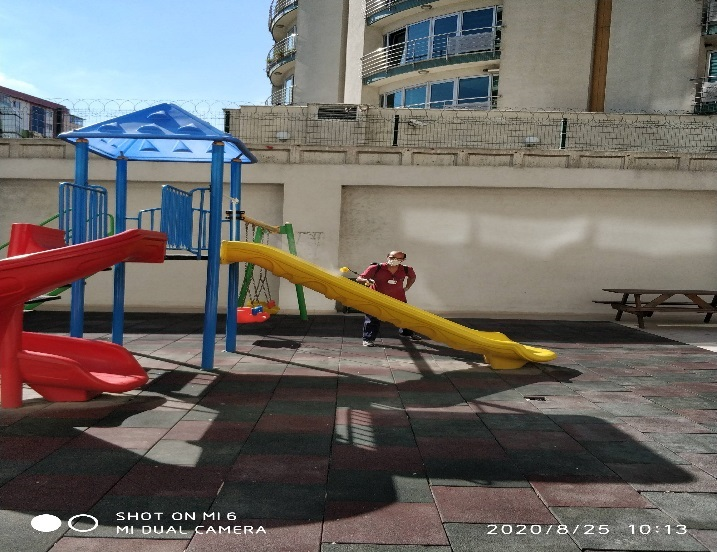 SHOT ON MI 6
MI DUAL CAMERA
2020/8/25 10:13